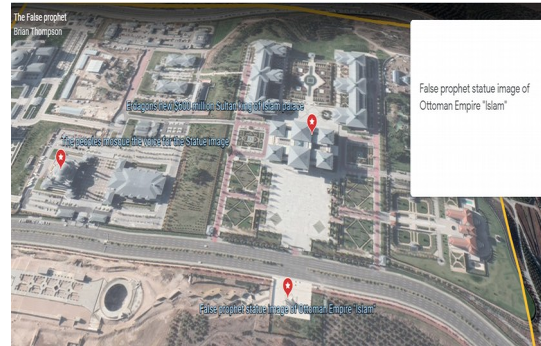 The False prophet
Brian Thompson
False prophet statue image of
Ottoman Empire "Islam"
Erdagons new $600 million Sultan king of Islam palace
The peoples mosque the voice for the Statue image
False prophet statue image of Ottoman Empire "Islam"